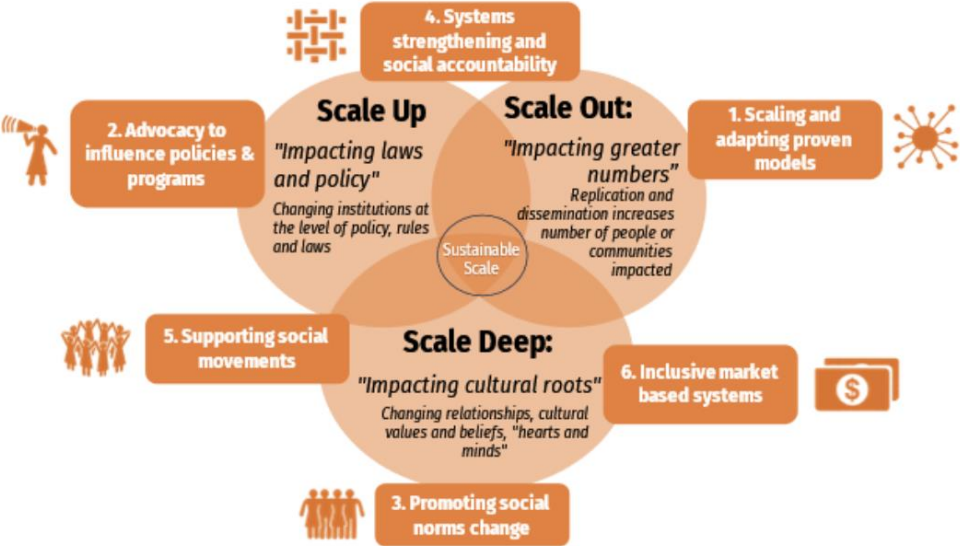 4. Systems
strengthening and
social accountability
Scale Up
"Impacting laws
and policy"
Changing institutions at
the level of policy, rules
and laws
Scale Out:
"Impacting greater
numbers”
Replication and
dissemination increases
number of people or
communities
impacted
2. Advocacy to
influence policies &
programs
1. Scaling and
adapting proven
models
Sustainable
Scale
5. Supporting social
movements
Scale Deep:
"Impacting cultural roots"
Changing relationships, cultural
values and beliefs, "hearts and
minds"
6. Inclusive market
based systems
$
3. Promoting social
norms change